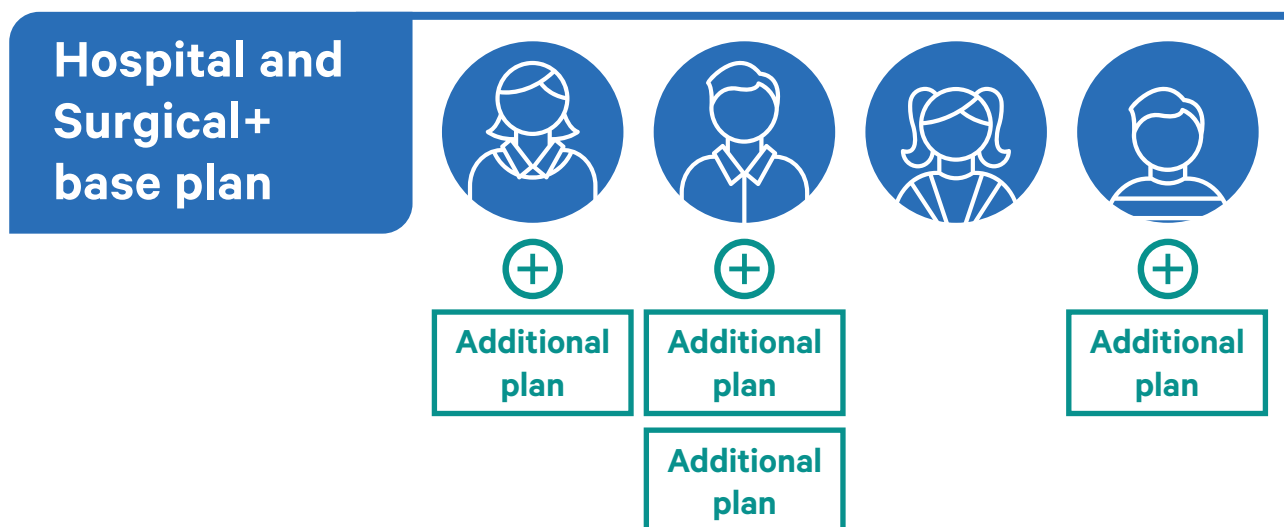 Hospital and
Surgical+
base plan
Additional
plan
Additional
plan
Additional
plan
Additional
plan